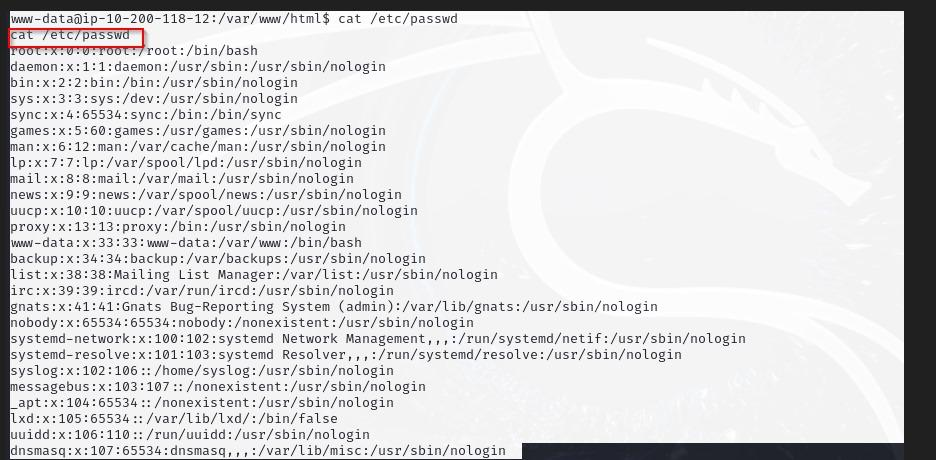 www-data@ip-10-200-118-12:/var/www/html$ cat /etc/passwd
cat /etc/passwd
root:x:0:0:root:/root:/bin/bash
daemon:x:1:1:daemon:/usr/sbin:/usr/sbin/nologin
bin:x:2:2:bin:/bin:/usr/sbin/nologin
sys:x:3:3:sys:/dev:/usr/sbin/nologin
sync:x:4:65534:sync:/bin:/bin/sync
games:x:5:60:games:/usr/games:/usr/sbin/nologin
man:x:6:12:man:/var/cache/man:/usr/sbin/nologin
lp:x:7:7:lp:/var/spool/lpd:/usr/sbin/nologin
mail:x:8:8:mail:/var/mail:/usr/sbin/nologin
news:x:9:9:news:/var/spool/news:/usr/sbin/nologin
uucp:x:10:10:uucp:/var/spool/uucp:/usr/sbin/nologin
proxy:x:13:13:proxy:/bin:/usr/sbin/nologin
www-data:x:33:33:www-data:/var/www:/bin/bash
backup:x:34:34:backup:/var/backups:/usr/sbin/nologin
list:x:38:38:Mailing List Manager:/var/list:/usr/sbin/nologin
irc:x:39:39:ircd:/var/run/ircd:/usr/sbin/nologin
gnats:x:41:41:Gnats Bug-Reporting System (admin):/var/lib/gnats:/usr/sbin/nologin
nobody:x:65534:65534:nobody:/nonexistent:/usr/sbin/nologin
systemd-network:x:100:102:systemd Network Management,,,:/run/systemd/netif:/usr/sbin/nologin
systemd-resolve:x:101:103:systemd Resolver,,,:/run/systemd/resolve:/usr/sbin/nologin
syslog:x:102:106::/home/syslog:/usr/sbin/nologin
messagebus:x:103:107::/nonexistent:/usr/sbin/nologin
_apt:x:104:65534::/nonexistent:/usr/sbin/nologin
lxd:x:105:65534::/var/lib/lxd/:/bin/false
uuidd:x:106:110::/run/uuidd:/usr/sbin/nologin
dnsmasq:x:107:65534:dnsmasq,,,:/var/lib/misc:/usr/sbin/nologin